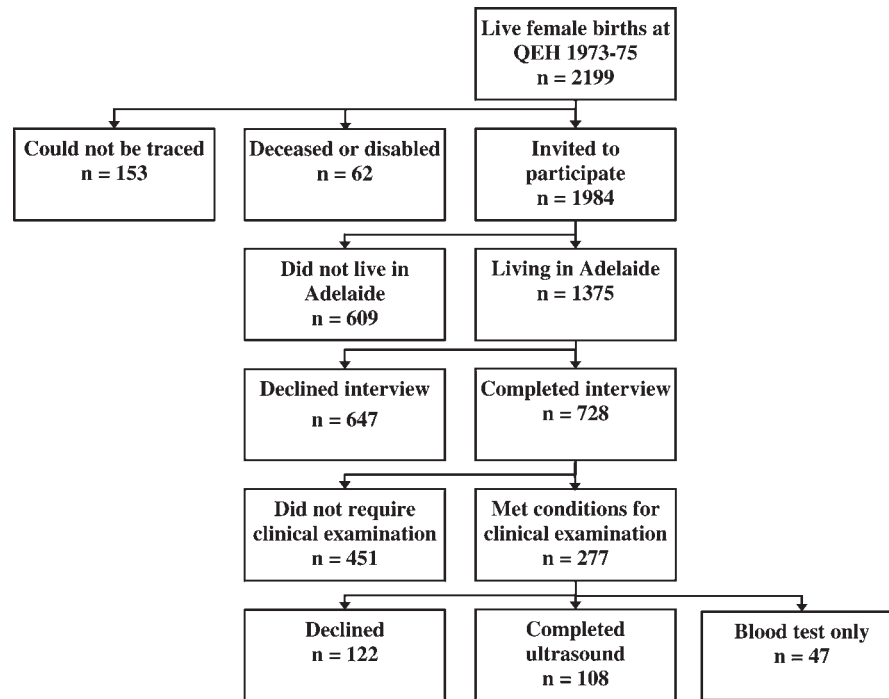 Live female births at
QEH 1973-75
n = 2199
Could not be traced
n = 153
Deceased or disabled
n = 62
Invited to
participate
n = 1984
Did not live in
Adelaide
n = 609
Living in Adelaide
n = 1375
Declined interview
n = 647
Completed interview
n = 728
Did not require
clinical examination
n = 451
Met conditions for
clinical examination
n = 277
Declined
n = 122
Completed
ultrasound
n = 108
Blood test only
n = 47